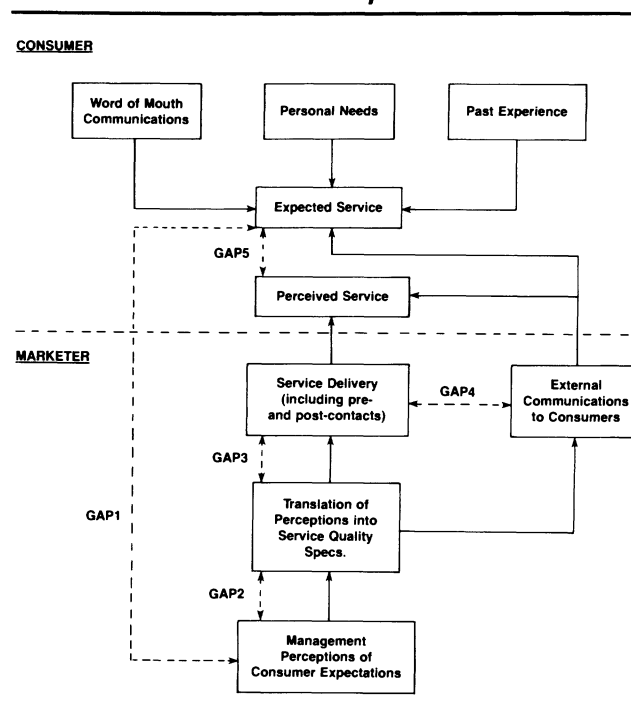 CONSUMER
Word of Mouth
Communications
Personal Needs
Past Experience
Expected Service
GAP5
Perceived Service
MARKETER
Service Delivery
(including pre-
and post-contacts)
GAP4
External
Communications
to Consumers
GAP3
GAP1
Translation of
Perceptions into
Service Quality
Specs.
GAP2
Management
Perceptions of
Consumer Expectations